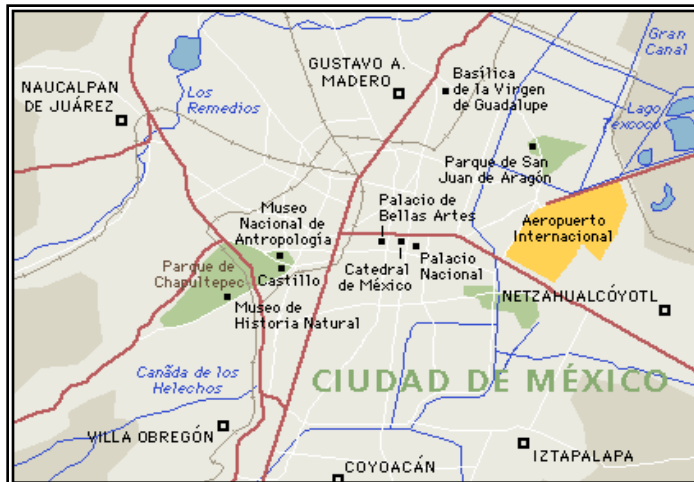 Gran
Canal
GUSTAVO A.
MADERO
Basílica
de la Virgen
de Guadalupe
NAUCALPAN
DE JUÁREZ
Los
Remedios
Lago
Texcoco
Parque de San
Juan de Aragón
Museo
Nacional de
Antropología
Palacio de
Bellas Artes
Aeropuerto
Internacional
Parque de
Chapultepec
Castillo
Catedral
de México
Palacio
Nacional
Museo de
Historia Natural
NETZAHUALCÓYOTL
Canãda de los
Helechos
CIUDAD DE MÉXICO
VILLA OBREGÓN
COYOACÁN
IZTAPALAPA